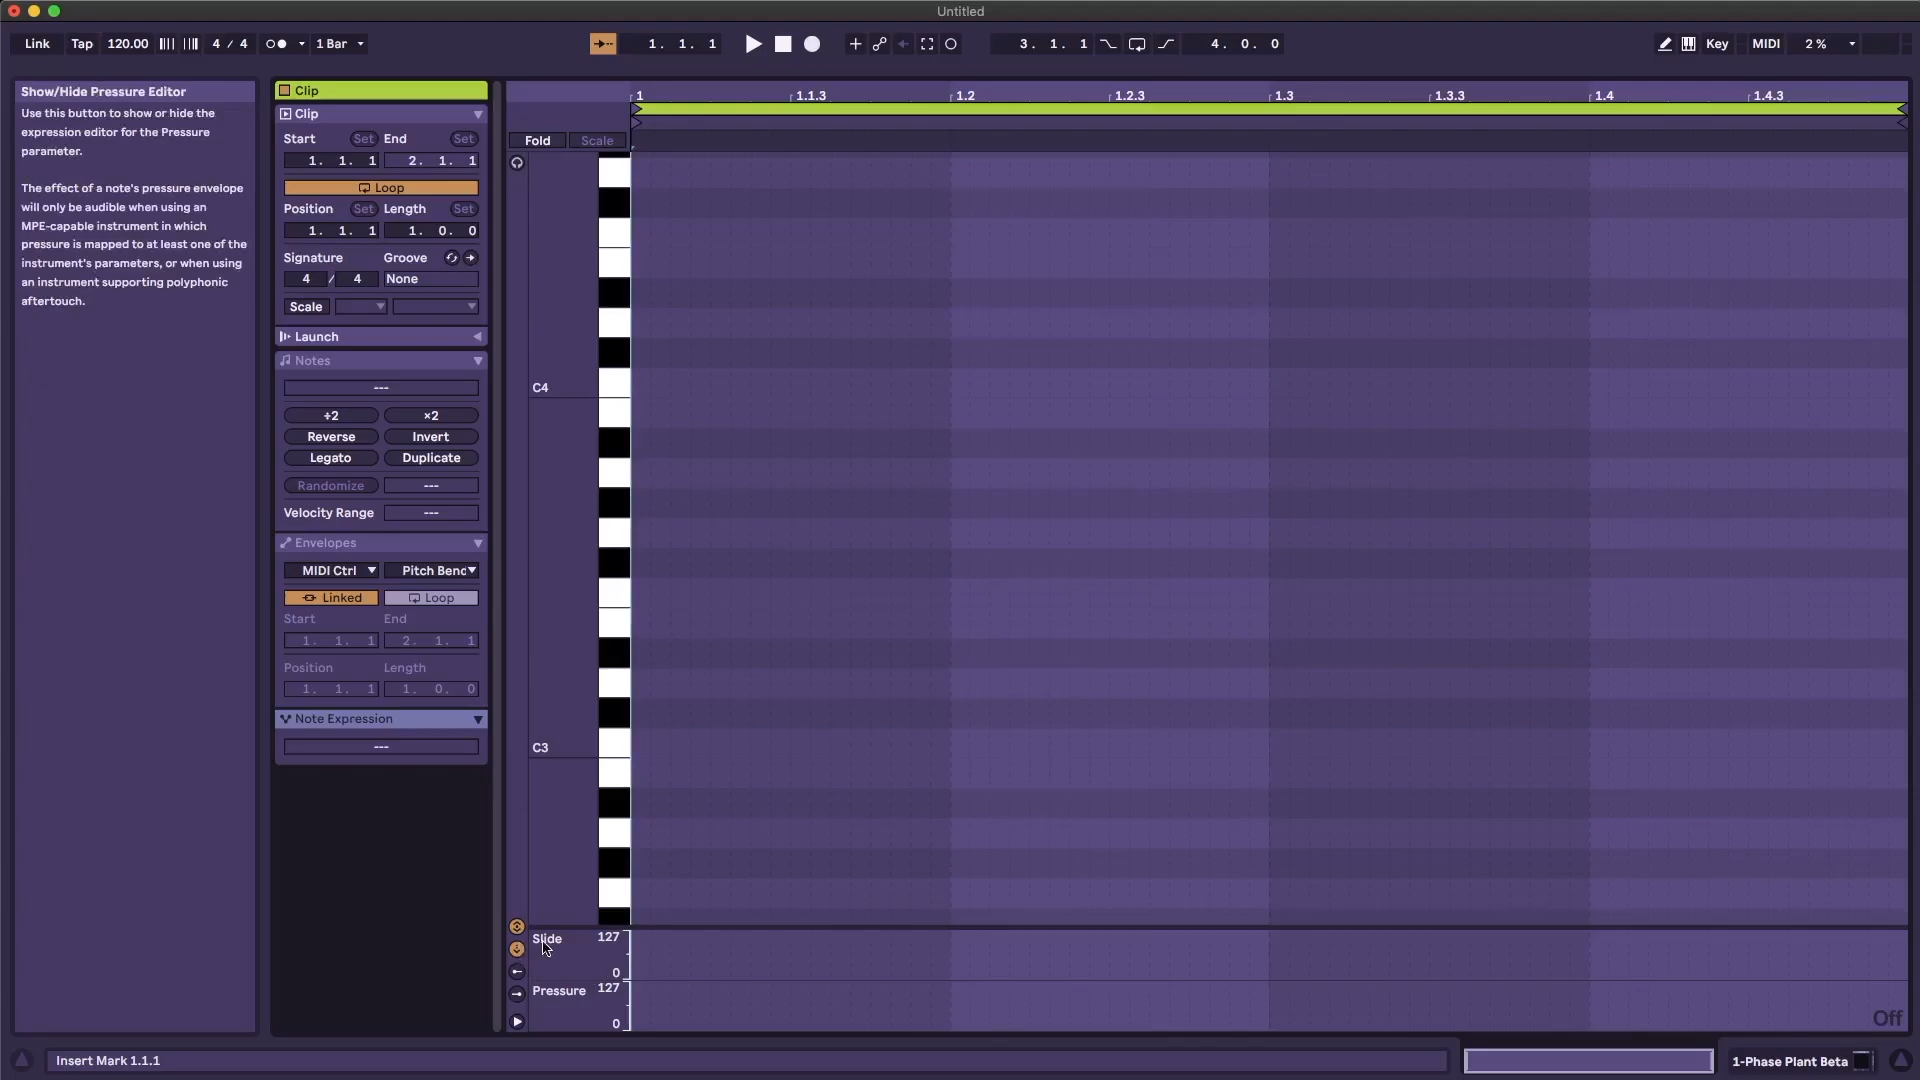 Untitled
Link Tap 120.00 4 / 4 1 Bar 1. 1. 1 3. 1. 1 4. 0. 0 Key MIDI 2 %
Show/Hide Pressure Editor
Use this button to show or hide the
expression editor for the Pressure
parameter.
The effect of a note's pressure envelope
will only be audible when using an
MPE-capable instrument in which
pressure is mapped to at least one of the
instrument's parameters, or when using
an instrument supporting polyphonic
aftertouch.
Clip
Clip
Start Set End Set
1. 1. 1 2. 1. 1
Loop
Position Set Length Set
1. 1. 1 1. 0. 0
Signature Groove
4 / 4 None
Scale
Launch
Notes
---
÷2 ×2
Reverse Invert
Legato Duplicate
Randomize ---
Velocity Range ---
Envelopes
MIDI Ctrl Pitch Benc
Linked Loop
Start End
1. 1. 1 2. 1. 1
Position Length
1. 1. 1 1. 0. 0
Note Expression
---
1 1.1.3 1.2 1.2.3 1.3 1.3.3 1.4 1.4.3
Fold Scale
C4
C3
Slide 127
0
Pressure 127
0
Off
Insert Mark 1.1.1
1-Phase Plant Beta